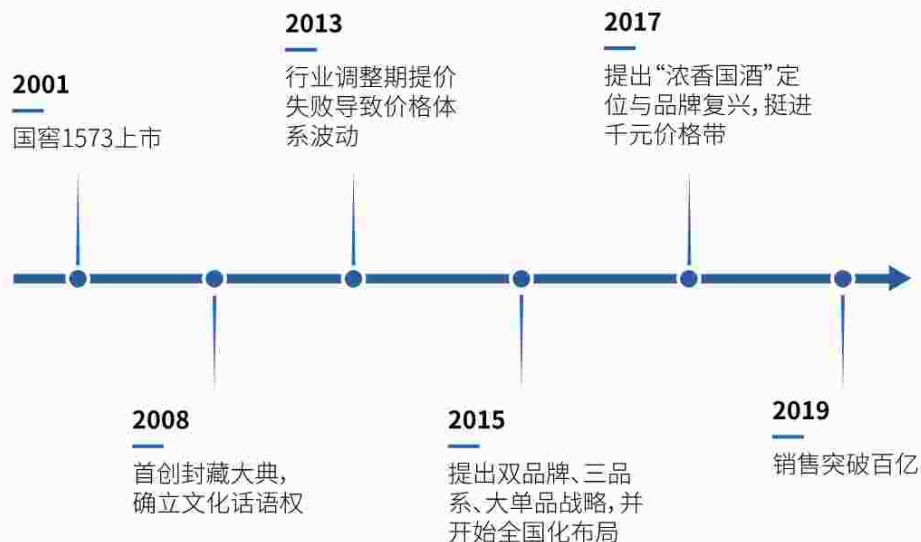 2001
国窖1573上市
2008
首创封藏大典，
确立文化话语权
2013
行业调整期提价
失败导致价格体
系波动
2015
提出双品牌、三品
系、大单品战略，并
开始全国化布局
2017
提出“浓香国酒”定
位与品牌复兴，挺进
千元价格带
2019
销售突破百亿